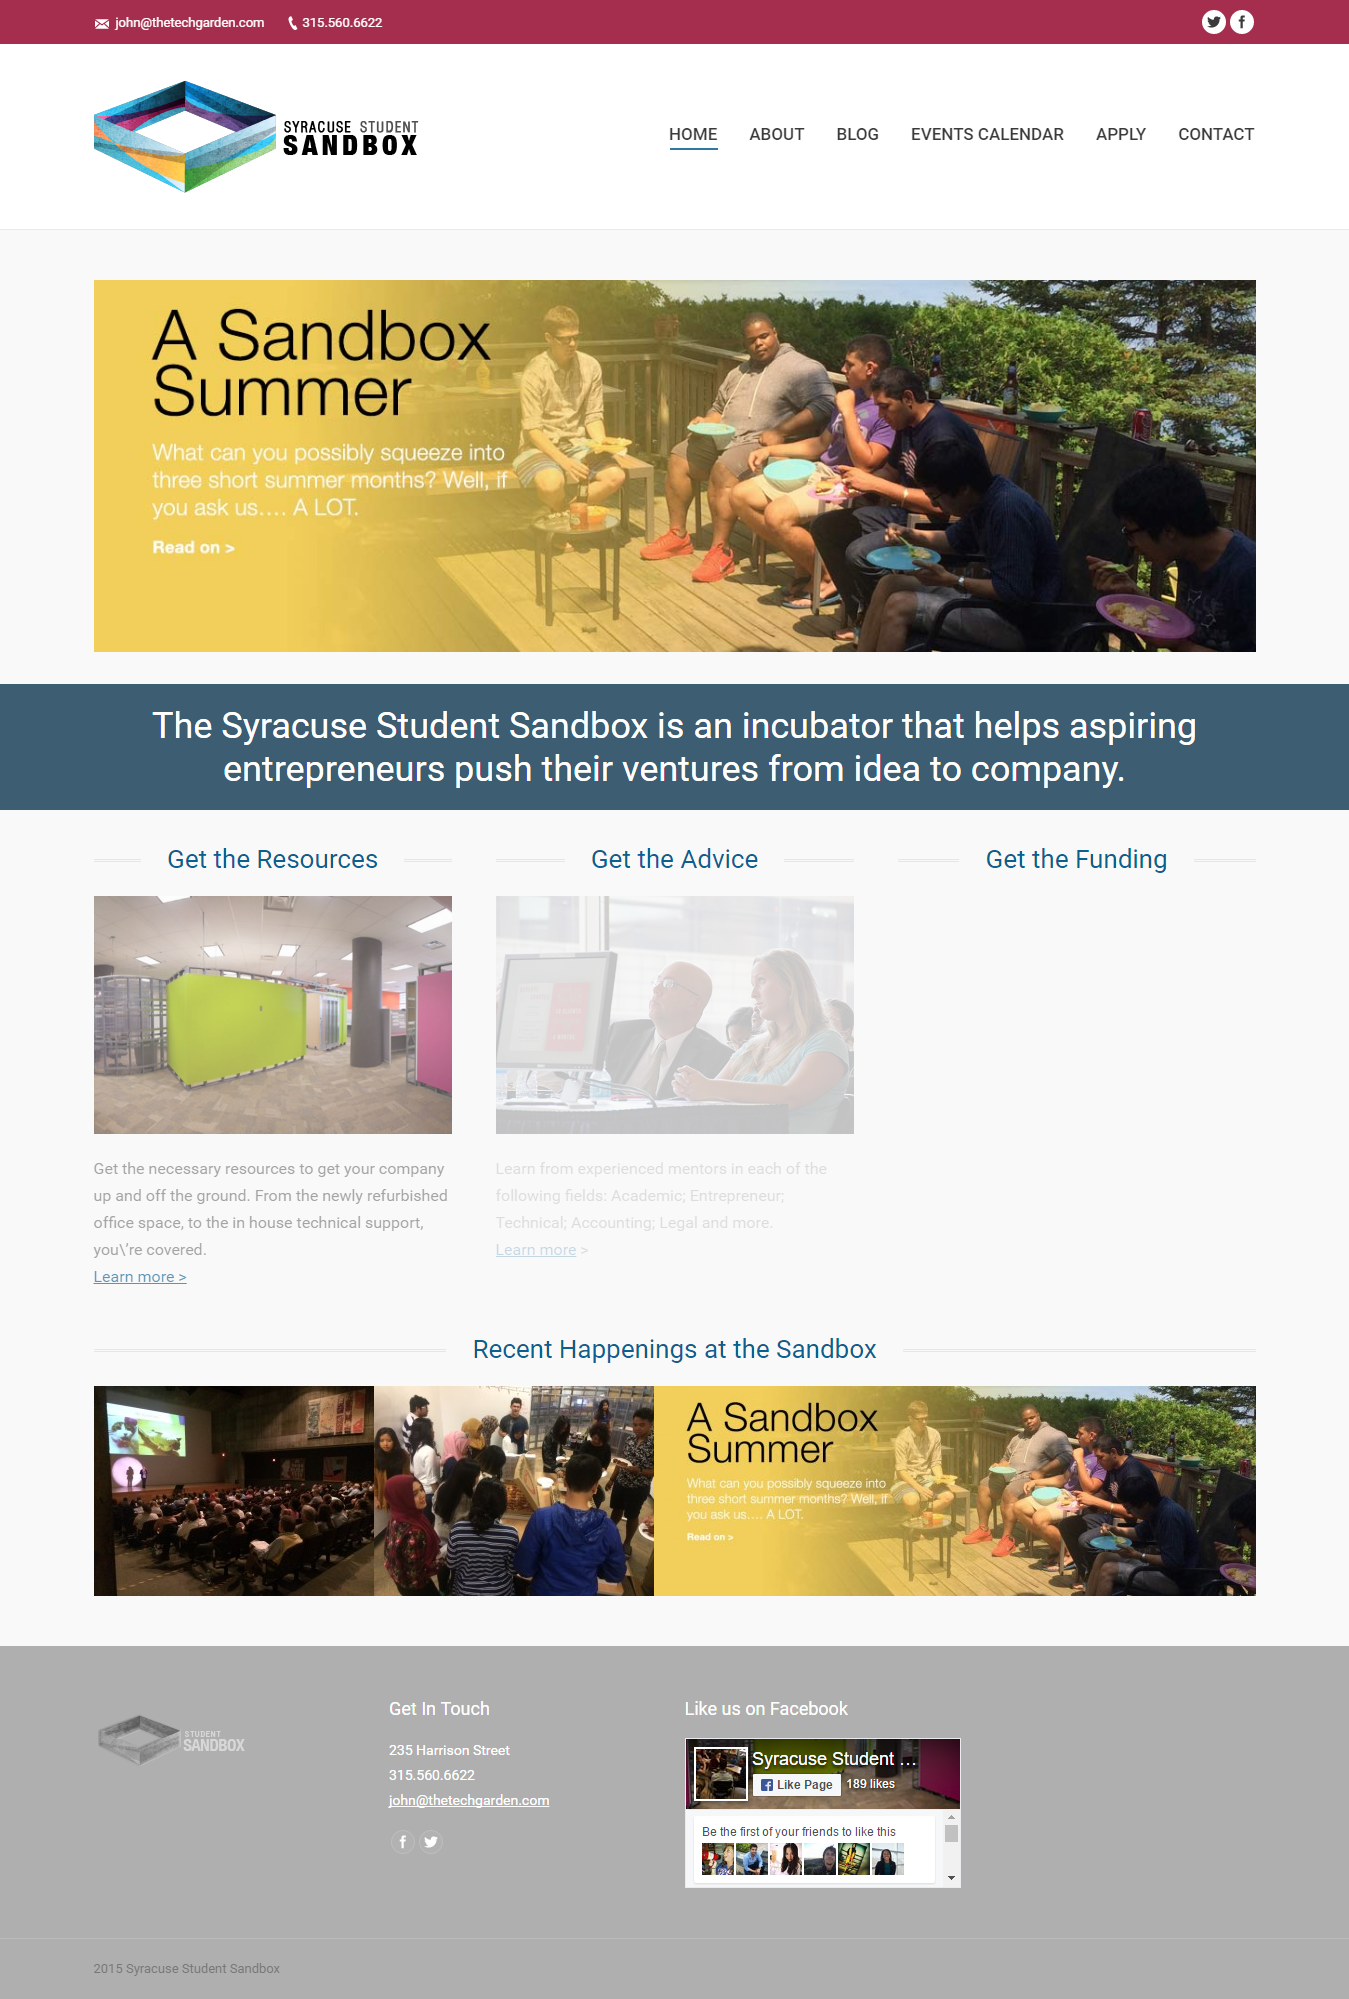 john@thetechgarden.com
315.560.6622
SYRACUSE STUDENT
SANDBOX
HOME
ABOUT
BLOG
EVENTS CALENDAR
APPLY
CONTACT
A Sandbox
Summer
What can you possibly squeeze into
three short summer months? Well, if
you ask us.... A LOT.
Read on >
The Syracuse Student Sandbox is an incubator that helps aspiring
entrepreneurs push their ventures from idea to company.
Get the Resources
Get the necessary resources to get your company
up and off the ground. From the newly refurbished
office space, to the in house technical support,
you\'re covered.
Learn more >
Get the Advice
Learn from experienced mentors in each of the
following fields: Academic; Entrepreneur;
Technical; Accounting; Legal and more.
Learn more >
Get the Funding
Recent Happenings at the Sandbox
A Sandbox
Summer
What can you possibly squeeze into
three short summer months? Well, if
you ask us.... A LOT.
Read on >
STUDENT
SANDBOX
Get In Touch
235 Harrison Street
315.560.6622
john@thetechgarden.com
Like us on Facebook
Syracuse Student ...
Like Page
189 likes
Be the first of your friends to like this
2015 Syracuse Student Sandbox